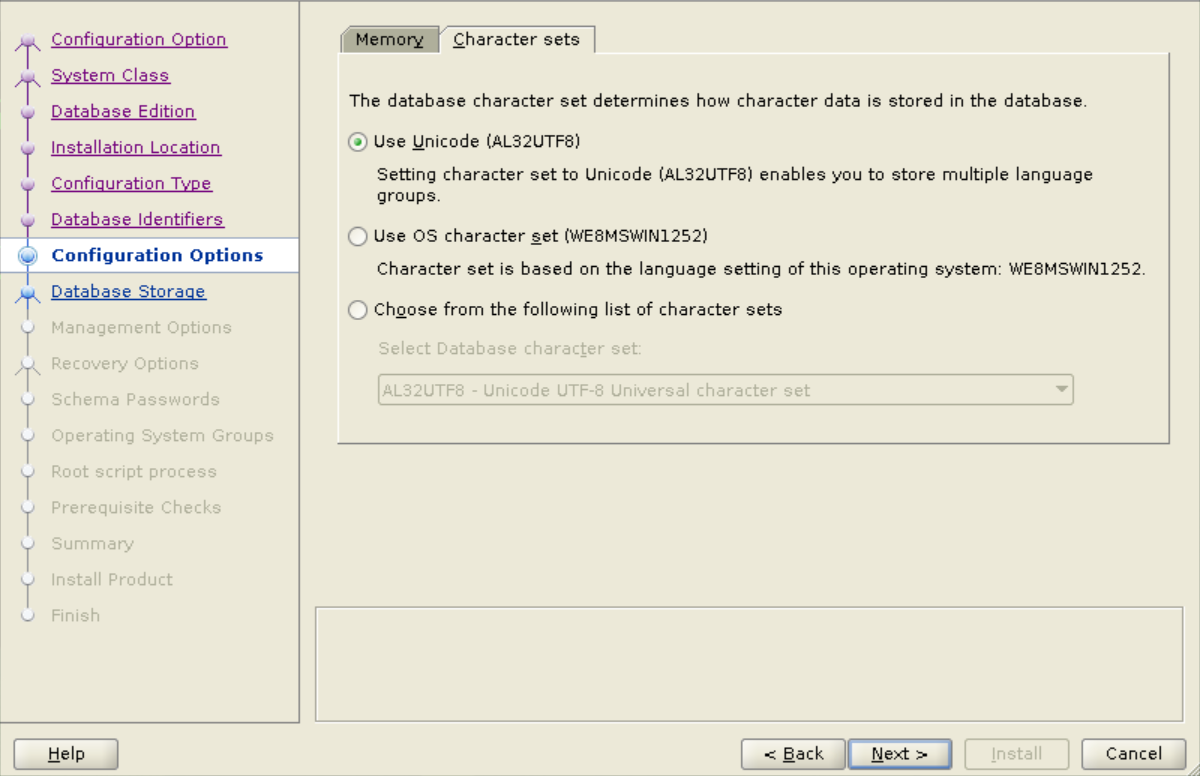 Configuration Option
System Class
Database Edition
Installation Location
Configuration Type
Database Identifiers
Configuration Options
Database Storage
Management Options
Recovery Options
Schema Passwords
Operating System Groups
Root script process
Prerequisite Checks
Summary
Install Product
Finish
Memory
Character sets
The database character set determines how character data is stored in the database.
Use Unicode (AL32UTF8)
Setting character set to Unicode (AL32UTF8) enables you to store multiple language
groups.
Use OS character set (WE8MSWIN1252)
Character set is based on the language setting of this operating system: WE8MSWIN1252.
Choose from the following list of character sets
Select Database character set:
AL32UTF8 - Unicode UTF-8 Universal character set
Help
< Back
Next >
Install
Cancel